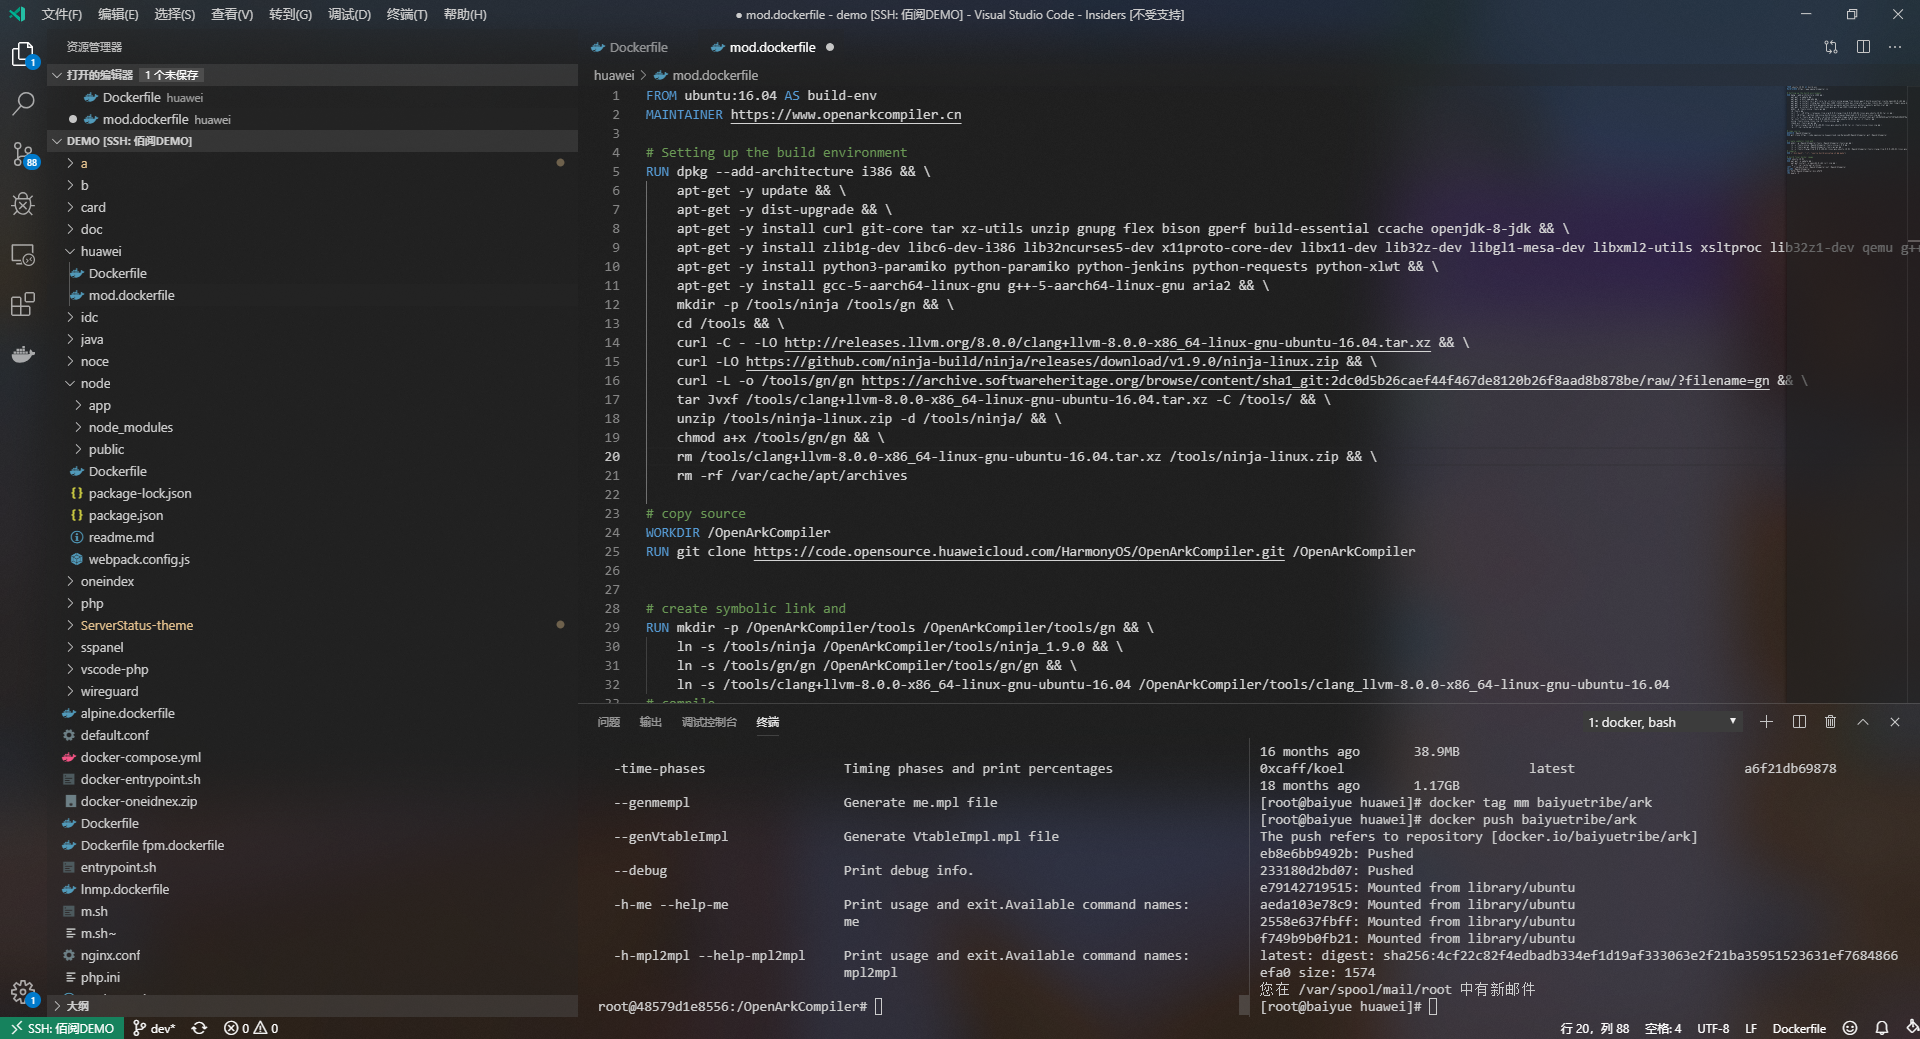 文件(F) 编辑(E) 选择(S) 查看(V) 转到(G) 调试(D) 终端(T) 帮助(H)
● mod.dockerfile - demo [SSH: 佰阅DEMO] - Visual Studio Code - Insiders [不受支持]
资源管理器
打开的编辑器 1 个未保存
Dockerfile huawei
mod.dockerfile huawei
DEMO [SSH: 佰阅DEMO]
a
b
card
doc
huawei
Dockerfile
mod.dockerfile
idc
java
noce
node
app
node_modules
public
Dockerfile
package-lock.json
package.json
readme.md
webpack.config.js
oneindex
php
ServerStatus-theme
sspanel
vscode-php
wireguard
alpine.dockerfile
default.conf
docker-compose.yml
docker-entrypoint.sh
docker-oneidnex.zip
Dockerfile
Dockerfile fpm.dockerfile
entrypoint.sh
lnmp.dockerfile
m.sh
m.sh~
nginx.conf
php.ini
大纲
1
88
1
Dockerfile mod.dockerfile ●
huawei > mod.dockerfile
1 FROM ubuntu:16.04 AS build-env
2 MAINTAINER https://www.openarkcompiler.cn
3
4 # Setting up the build environment
5 RUN dpkg --add-architecture i386 && \
6 apt-get -y update && \
7 apt-get -y dist-upgrade && \
8 apt-get -y install curl git-core tar xz-utils unzip gnupg flex bison gperf build-essential ccache openjdk-8-jdk && \
9 apt-get -y install zlib1g-dev libc6-dev-i386 lib32ncurses5-dev x11proto-core-dev libx11-dev lib32z-dev libgl1-mesa-dev libxml2-utils xsltproc lib32z1-dev qemu g++
10 apt-get -y install python3-paramiko python-paramiko python-jenkins python-requests python-xlwt && \
11 apt-get -y install gcc-5-aarch64-linux-gnu g++-5-aarch64-linux-gnu aria2 && \
12 mkdir -p /tools/ninja /tools/gn && \
13 cd /tools && \
14 curl -C - -LO http://releases.llvm.org/8.0.0/clang+llvm-8.0.0-x86_64-linux-gnu-ubuntu-16.04.tar.xz && \
15 curl -LO https://github.com/ninja-build/ninja/releases/download/v1.9.0/ninja-linux.zip && \
16 curl -L -o /tools/gn/gn https://archive.softwareheritage.org/browse/content/sha1_git:2dc0d5b26caef44f467de8120b26f8aad8b878be/raw/?filename=gn && \
17 tar Jvxf /tools/clang+llvm-8.0.0-x86_64-linux-gnu-ubuntu-16.04.tar.xz -C /tools/ && \
18 unzip /tools/ninja-linux.zip -d /tools/ninja/ && \
19 chmod a+x /tools/gn/gn && \
20 rm /tools/clang+llvm-8.0.0-x86_64-linux-gnu-ubuntu-16.04.tar.xz /tools/ninja-linux.zip && \
21 rm -rf /var/cache/apt/archives
22
23 # copy source
24 WORKDIR /OpenArkCompiler
25 RUN git clone https://code.opensource.huaweicloud.com/HarmonyOS/OpenArkCompiler.git /OpenArkCompiler
26
27
28 # create symbolic link and
29 RUN mkdir -p /OpenArkCompiler/tools /OpenArkCompiler/tools/gn && \
30 ln -s /tools/ninja /OpenArkCompiler/tools/ninja_1.9.0 && \
31 ln -s /tools/gn/gn /OpenArkCompiler/tools/gn/gn && \
32 ln -s /tools/clang+llvm-8.0.0-x86_64-linux-gnu-ubuntu-16.04 /OpenArkCompiler/tools/clang_llvm-8.0.0-x86_64-linux-gnu-ubuntu-16.04
33 # compile
问题 输出 调试控制台 终端
1: docker, bash
-time-phases Timing phases and print percentages
--genmempl Generate me.mpl file
--genVtableImpl Generate VtableImpl.mpl file
--debug Print debug info.
-h-me --help-me Print usage and exit.Available command names:
me
-h-mpl2mpl --help-mpl2mpl Print usage and exit.Available command names:
mpl2mpl
root@48579d1e8556:/OpenArkCompiler#
16 months ago 38.9MB
0xcaff/koel latest a6f21db69878
18 months ago 1.17GB
[root@baiyue huawei]# docker tag mm baiyuetribe/ark
[root@baiyue huawei]# docker push baiyuetribe/ark
The push refers to repository [docker.io/baiyuetribe/ark]
eb8e6bb9492b: Pushed
233180d2bd07: Pushed
e79142719515: Mounted from library/ubuntu
aeda103e78c9: Mounted from library/ubuntu
2558e637fbff: Mounted from library/ubuntu
f749b9b0fb21: Mounted from library/ubuntu
latest: digest: sha256:4cf22c82f4edbadb334ef1d19af333063e2f21ba35951523631ef7684866
efa0 size: 1574
您在 /var/spool/mail/root 中有新邮件
[root@baiyue huawei]#
SSH: 佰阅DEMO dev* 0 0
行 20，列 88 空格: 4 UTF-8 LF Dockerfile